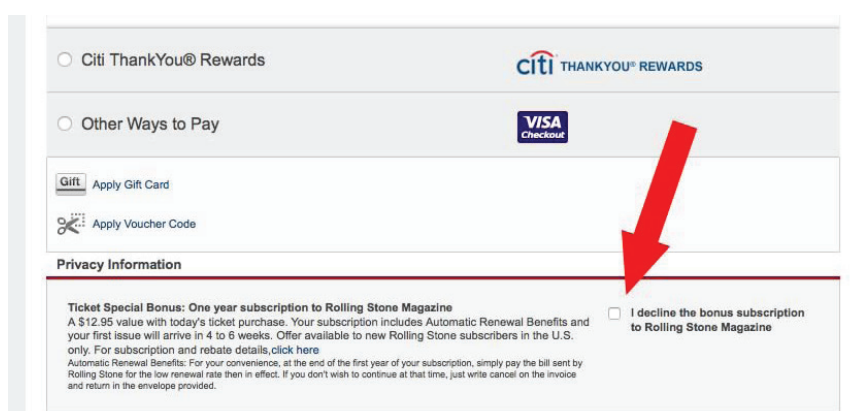 Citi ThankYou® Rewards
citi THANKYOU® REWARDS
Other Ways to Pay
VISA
Checkout
Gift Apply Gift Card
Apply Voucher Code
Privacy Information
Ticket Special Bonus: One year subscription to Rolling Stone Magazine
A $12.95 value with today's ticket purchase. Your subscription includes Automatic Renewal Benefits and
your first issue will arrive in 4 to 6 weeks. Offer available to new Rolling Stone subscribers in the U.S.
only. For subscription and rebate details,click here
Automatic Renewal Benefits: For your convenience, at the end of the first year of your subscription, simply pay the bill sent by
Rolling Stone for the low renewal rate then in effect. If you don't wish to continue at that time, just write cancel on the invoice
and return in the envelope provided.
I decline the bonus subscription
to Rolling Stone Magazine